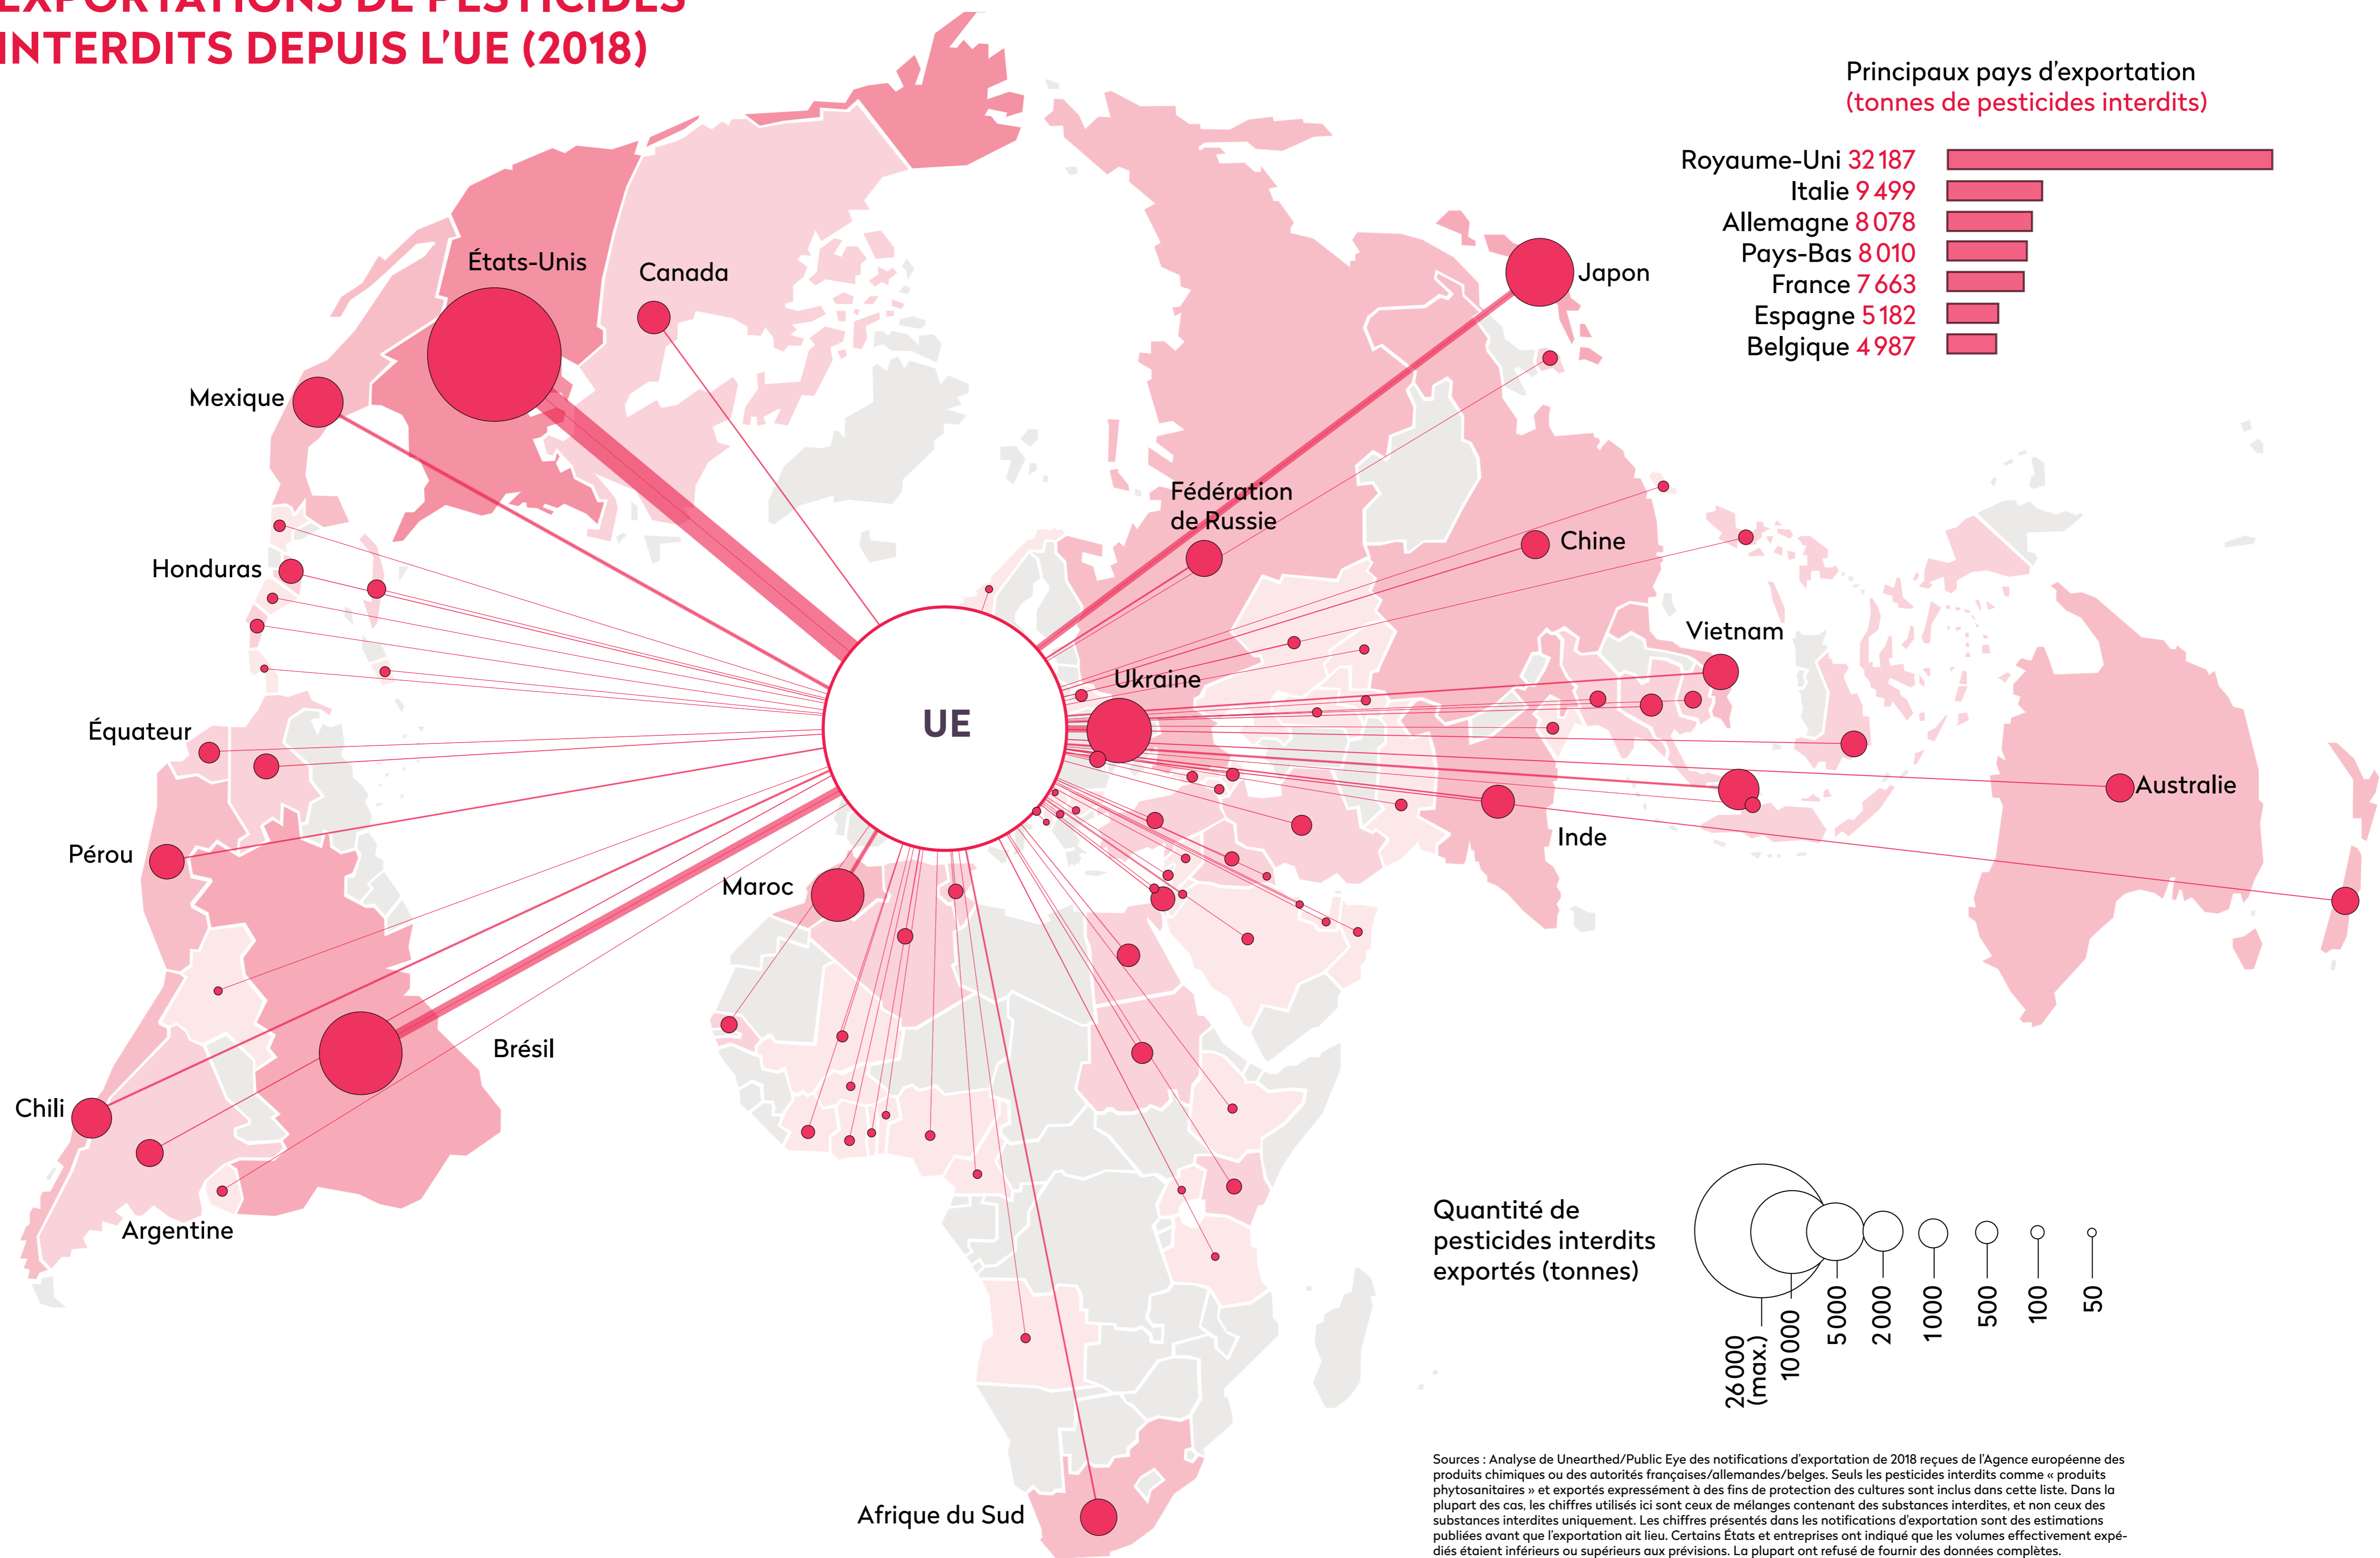 EXPORTATIONS DE PESTICIDES
INTERDITS DEPUIS L’UE (2018)
Principaux pays d’exportation
(tonnes de pesticides interdits)
Royaume-Uni 32 187
Italie 9 499
Allemagne 8 078
Pays-Bas 8 010
France 7 663
Espagne 5 182
Belgique 4 987
États-Unis
Canada
Japon
Mexique
Fédération
de Russie
Chine
Honduras
Vietnam
Ukraine
UE
Équateur
Australie
Inde
Pérou
Maroc
Brésil
Chili
Argentine
Afrique du Sud
Quantité de
pesticides interdits
exportés (tonnes)
26 000
(max.)
10 000
5 000
2 000
1 000
500
100
50
Sources : Analyse de Unearthed/Public Eye des notifications d’exportation de 2018 reçues de l’Agence européenne des
produits chimiques ou des autorités françaises/allemandes/belges. Seuls les pesticides interdits comme « produits
phytosanitaires » et exportés expressément à des fins de protection des cultures sont inclus dans cette liste. Dans la
plupart des cas, les chiffres utilisés ici sont ceux de mélanges contenant des substances interdites, et non ceux des
substances interdites uniquement. Les chiffres présentés dans les notifications d’exportation sont des estimations
publiées avant que l’exportation ait lieu. Certains États et entreprises ont indiqué que les volumes effectivement expé-
diés étaient inférieurs ou supérieurs aux prévisions. La plupart ont refusé de fournir des données complètes.